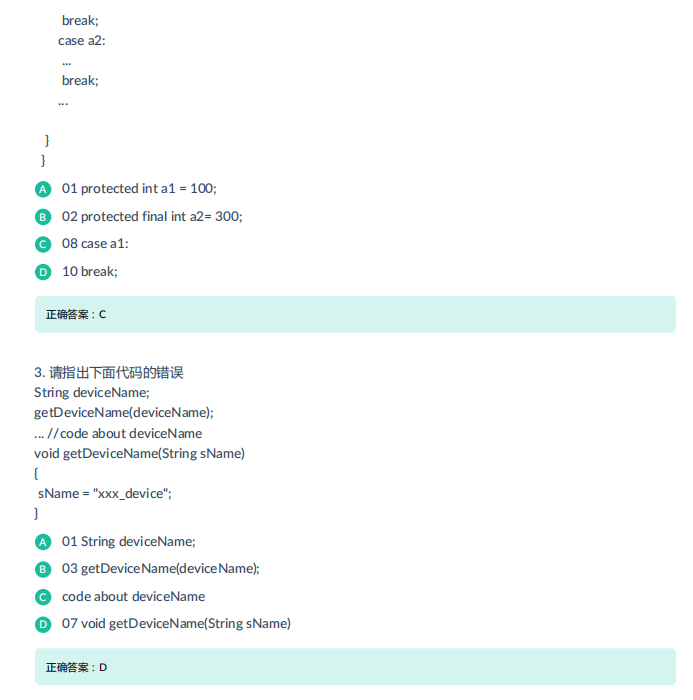 break;
case a2:
...
break;
...
}
}
A 01 protected int a1 = 100;
B 02 protected final int a2= 300;
C 08 case a1:
D 10 break;
正确答案：C
3. 请指出下面代码的错误
String deviceName;
getDeviceName(deviceName);
... //code about deviceName
void getDeviceName(String sName)
{
sName = "xxx_device";
}
A 01 String deviceName;
B 03 getDeviceName(deviceName);
C code about deviceName
D 07 void getDeviceName(String sName)
正确答案：D